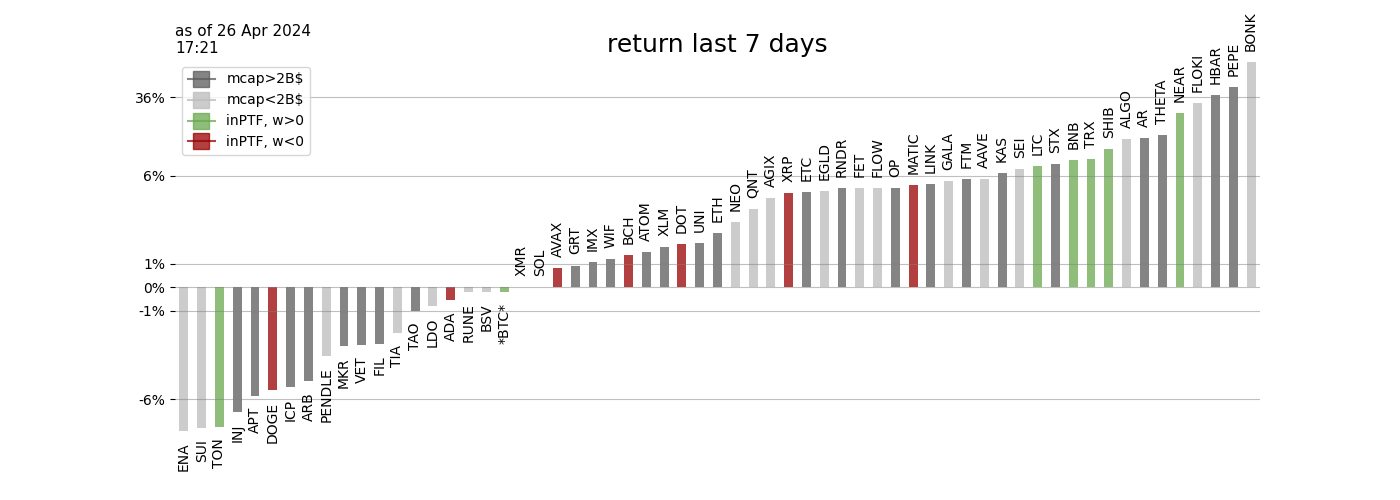 as of 26 Apr 2024
17:21
return last 7 days
mcap>2B$
mcap<2B$
inPTF, w>0
inPTF, w<0
36%
6%
1%
0%
-1%
-6%
ENA
SUI
TON
INJ
APT
DOGE
ICP
ARB
PENDLE
MKR
VET
FIL
TIA
TAO
LDO
ADA
RUNE
BSV
*BTC*
XMR
SOL
AVAX
GRT
IMX
WIF
BCH
ATOM
XLM
DOT
UNI
ETH
NEO
QNT
AGIX
XRP
ETC
EGLD
RNDR
FET
FLOW
OP
MATIC
LINK
GALA
FTM
AAVE
KAS
SEI
LTC
STX
BNB
TRX
SHIB
ALGO
AR
THETA
NEAR
FLOKI
HBAR
PEPE
BONK